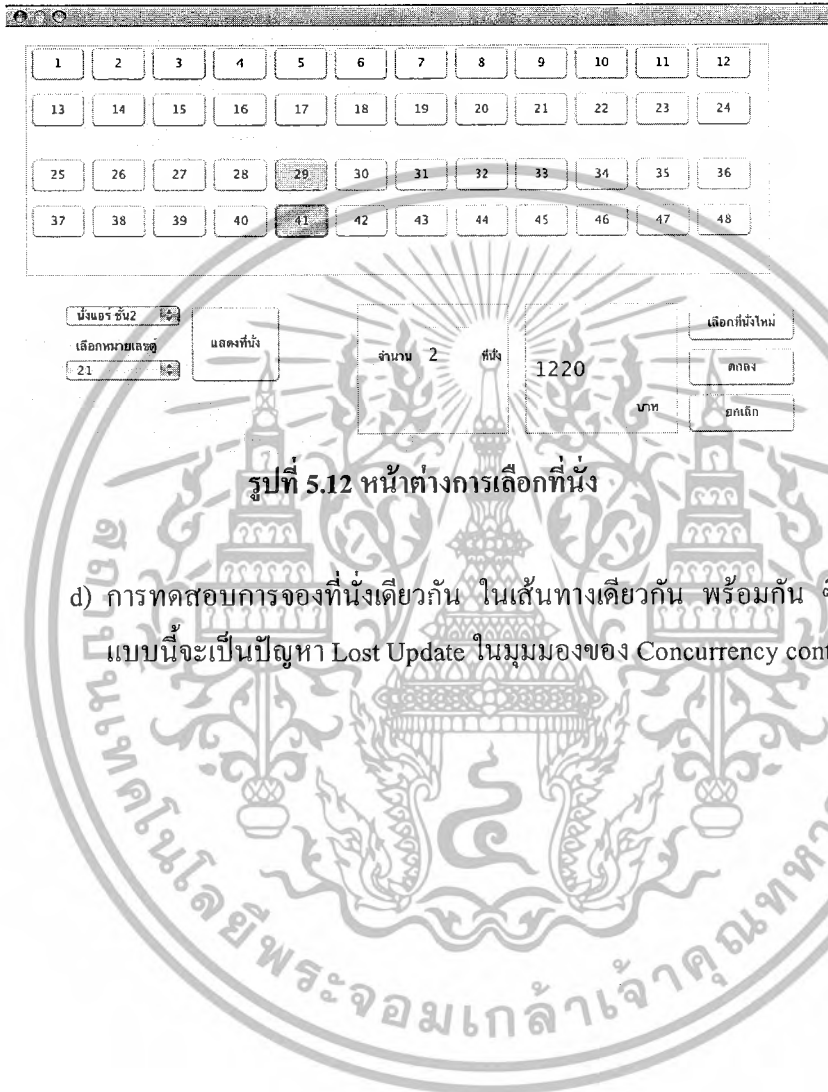 1 2 3 4 5 6 7 8 9 10 11 12
13 14 15 16 17 18 19 20 21 22 23 24
25 26 27 28 29 30 31 32 33 34 35 36
37 38 39 40 41 42 43 44 45 46 47 48
นั่งแอร์ ชั้น2
เลือกหมายเลขตู้
21
แสดงที่นั่ง
จำนวน 2 ที่นั่ง
1220
บาท
เลือกที่นั่งใหม่
ตกลง
ยกเลิก
รูปที่ 5.12 หน้าต่างการเลือกที่นั่ง
d) การทดสอบการจองที่นั่งเดียวกัน ในเส้นทางเดียวกัน พร้อมกัน
แบบนี้จะเป็นปัญหา Lost Update ในมุมมองของ Concurrency cont